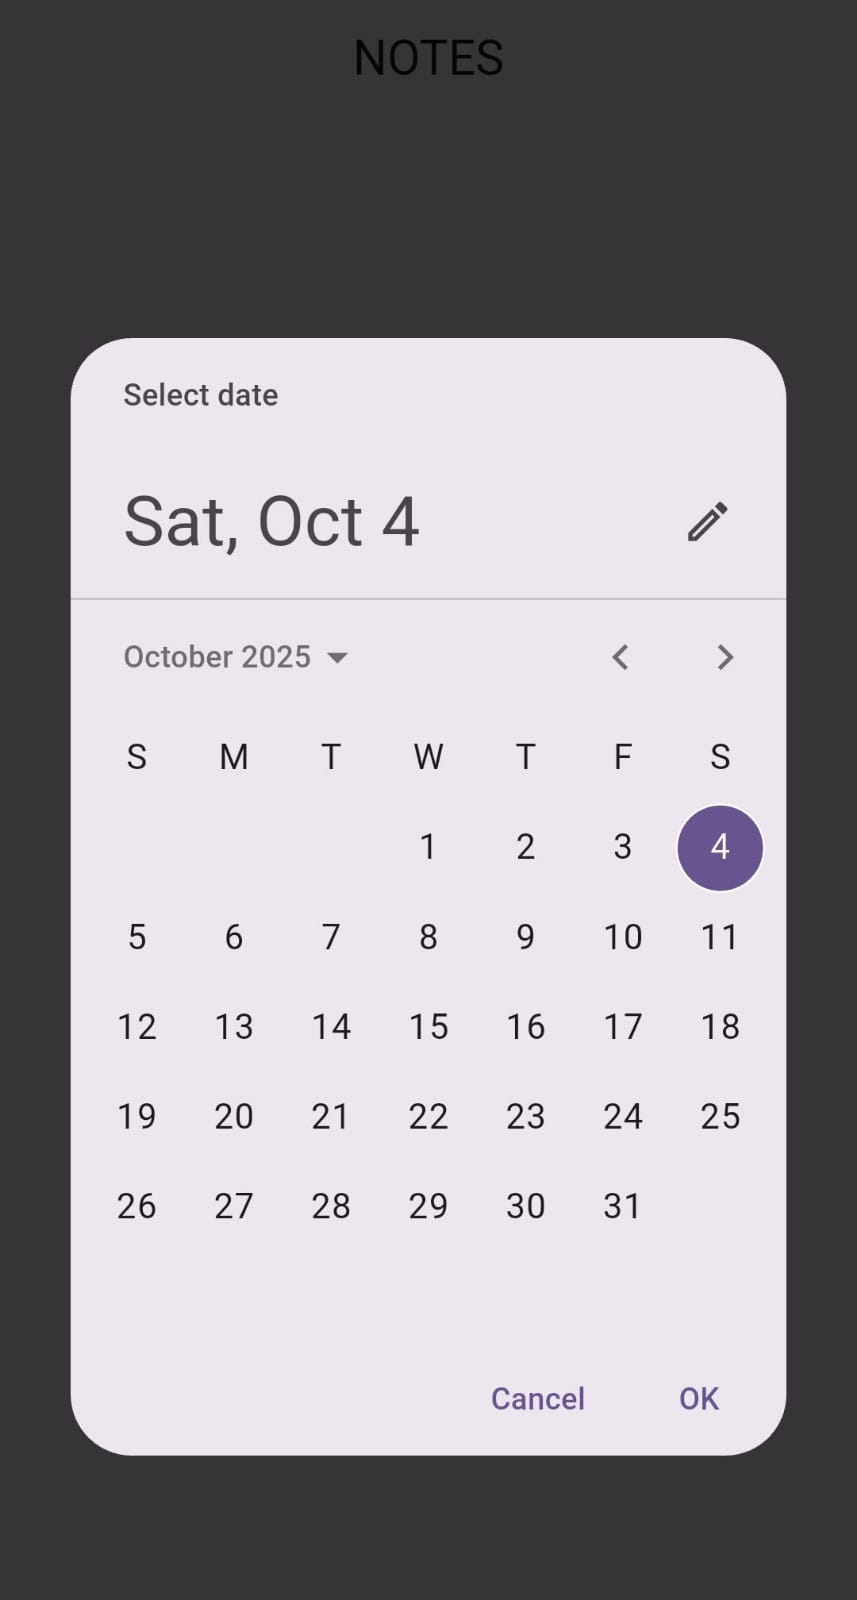 NOTES
Select date
Sat, Oct 4
October 2025
S M T W T F S
1 2 3 4
5 6 7 8 9 10 11
12 13 14 15 16 17 18
19 20 21 22 23 24 25
26 27 28 29 30 31
Cancel OK